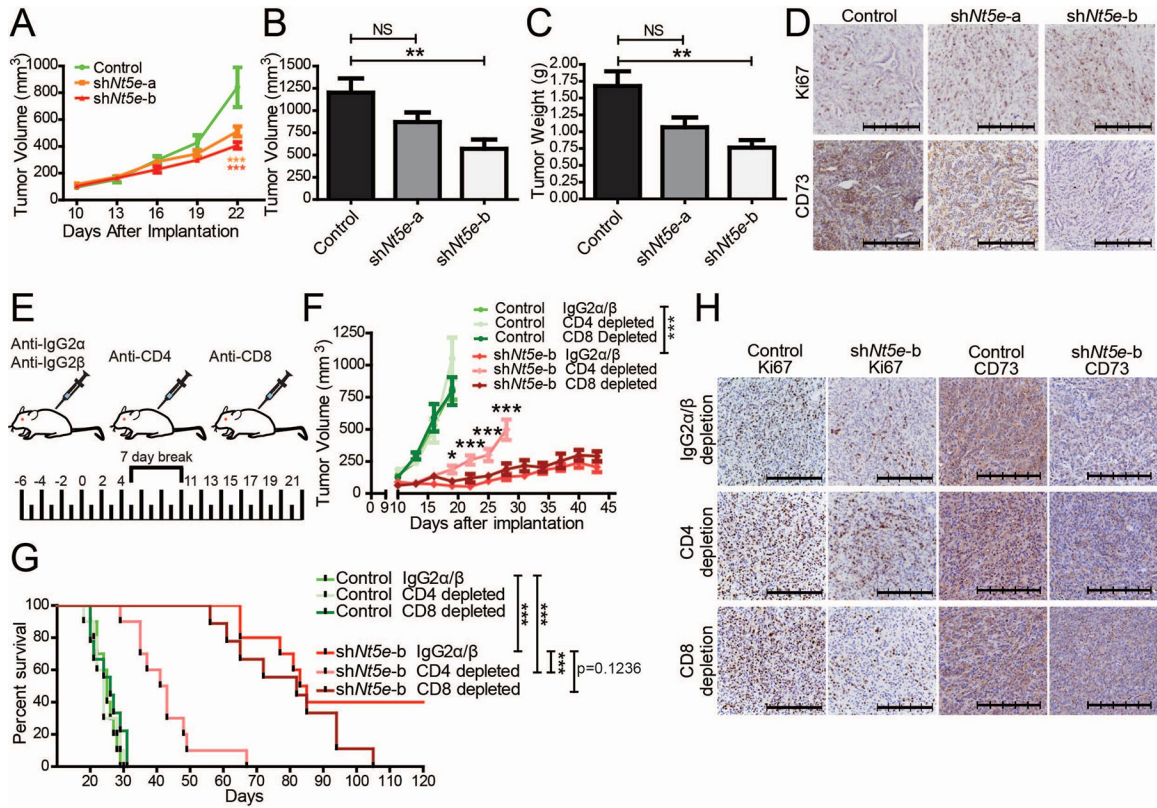 A
Tumor Volume (mm3)
1000
800
600
400
200
0
Control
shNt5e-a
shNt5e-b
***
***
10 13 16 19 22
Days After Implantation
B
NS
**
Tumor Volume (mm3)
1500
1250
1000
750
500
250
0
Control
shNt5e-a
shNt5e-b
C
NS
**
Tumor Weight (g)
2.00
1.75
1.50
1.25
1.00
0.75
0.50
0.25
0.00
Control
shNt5e-a
shNt5e-b
D
Control shNt5e-a shNt5e-b
Ki67
CD73
E
Anti-IgG2α
Anti-IgG2β
Anti-CD4
Anti-CD8
7 day break
-6 -4 -2 0 2 4 11 13 15 17 19 21
F
Control IgG2α/β
Control CD4 depleted
Control CD8 Depleted
shNt5e-b IgG2α/β
shNt5e-b CD4 depleted
shNt5e-b CD8 depleted
***
Tumor Volume (mm3)
1250
1000
750
500
250
0
*
***
***
***
0 9 10 15 20 25 30 35 40 45
Days after implantation
G
Control IgG2α/β
Control CD4 depleted
Control CD8 depleted
shNt5e-b IgG2α/β
shNt5e-b CD4 depleted
shNt5e-b CD8 depleted
***
***
***
p=0.1236
Percent survival
100
80
60
40
20
0
20 30 40 50 60 70 80 90 100 110 120
Days
H
Control
Ki67
shNt5e-b
Ki67
Control
CD73
shNt5e-b
CD73
IgG2α/β
depletion
CD4
depletion
CD8
depletion